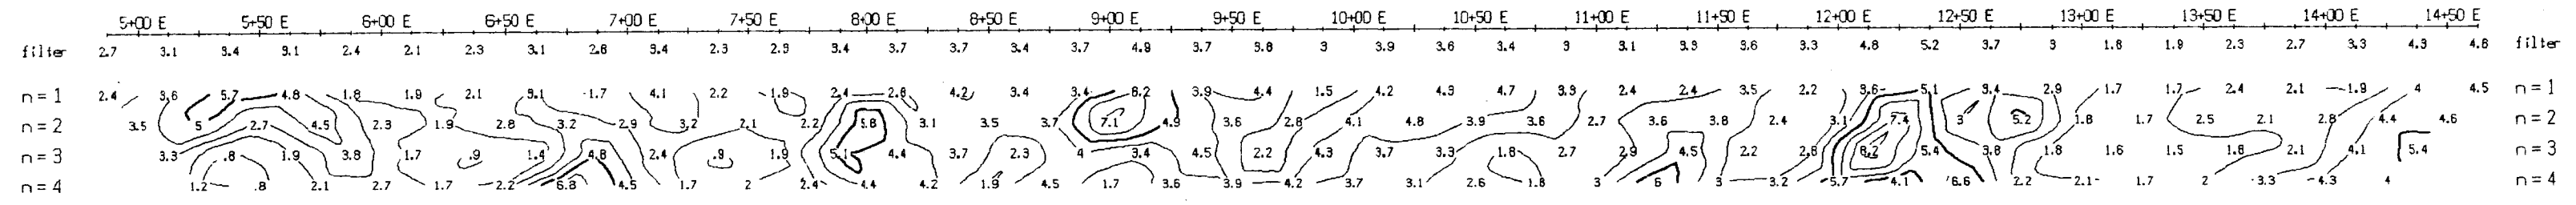 5+00 E 5+50 E 6+00 E 6+50 E 7+00 E 7+50 E 8+00 E 8+50 E 9+00 E 9+50 E 10+00 E 10+50 E 11+00 E 11+50 E 12+00 E 12+50 E 13+00 E 13+50 E 14+00 E 14+50 E
filter 2.7 3.1 3.4 3.1 2.4 2.1 2.3 3.1 2.8 3.4 2.3 2.9 3.4 3.7 3.7 3.4 3.7 4.9 3.7 3.8 3 3.9 3.6 3.4 3 3.1 3.3 3.6 3.3 4.8 5.2 3.7 3 1.8 1.9 2.3 2.7 3.3 4.3 4.6 filter
n = 1 2.4 3.6 5.7 4.8 1.8 1.9 2.1 3.1 1.7 4.1 2.2 1.9 2.4 2.8 4.2 3.4 3.4 6.2 3.9 4.4 1.5 4.2 4.3 4.7 3.3 2.4 2.4 3.5 2.2 3.6 5.1 3.4 2.9 1.7 1.7 2.4 2.1 1.9 4 4.5 n = 1
n = 2 3.5 5 2.7 4.5 2.3 1.9 2.8 3.2 2.9 3.2 2.1 2.2 5.8 3.1 3.5 3.7 7.1 4.9 3.6 2.8 4.1 4.8 3.9 3.6 2.7 3.6 3.8 2.4 3.1 7.4 3 5.2 1.8 1.7 2.5 2.1 2.8 4.4 4.6 n = 2
n = 3 3.3 .8 1.9 3.8 1.7 .9 1.4 4.8 2.4 .9 1.9 5.1 4.4 3.7 2.3 4 3.4 4.5 2.2 4.3 3.7 3.3 1.8 2.7 2.9 4.5 2.2 2.8 8.2 5.4 3.8 1.8 1.6 1.5 1.8 2.1 4.1 5.4 n = 3
n = 4 1.2 .8 2.1 2.7 1.7 2.2 6.8 4.5 1.7 2 2.4 4.4 4.2 1.9 4.5 1.7 3.6 3.9 4.2 3.7 3.1 2.6 1.8 3 6 3 3.2 5.7 4.1 6.6 2.2 2.1 1.7 2 3.3 4.3 4 n = 4